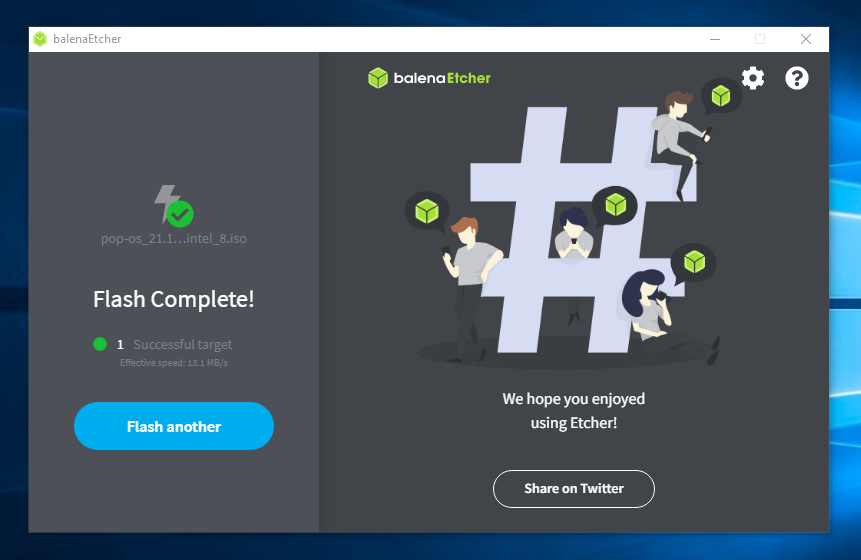 balenaEtcher
balenaEtcher
pop-os_21.1...intel_8.iso
Flash Complete!
1 Successful target
Effective speed: 13.1 MB/s
Flash another
We hope you enjoyed
using Etcher!
Share on Twitter